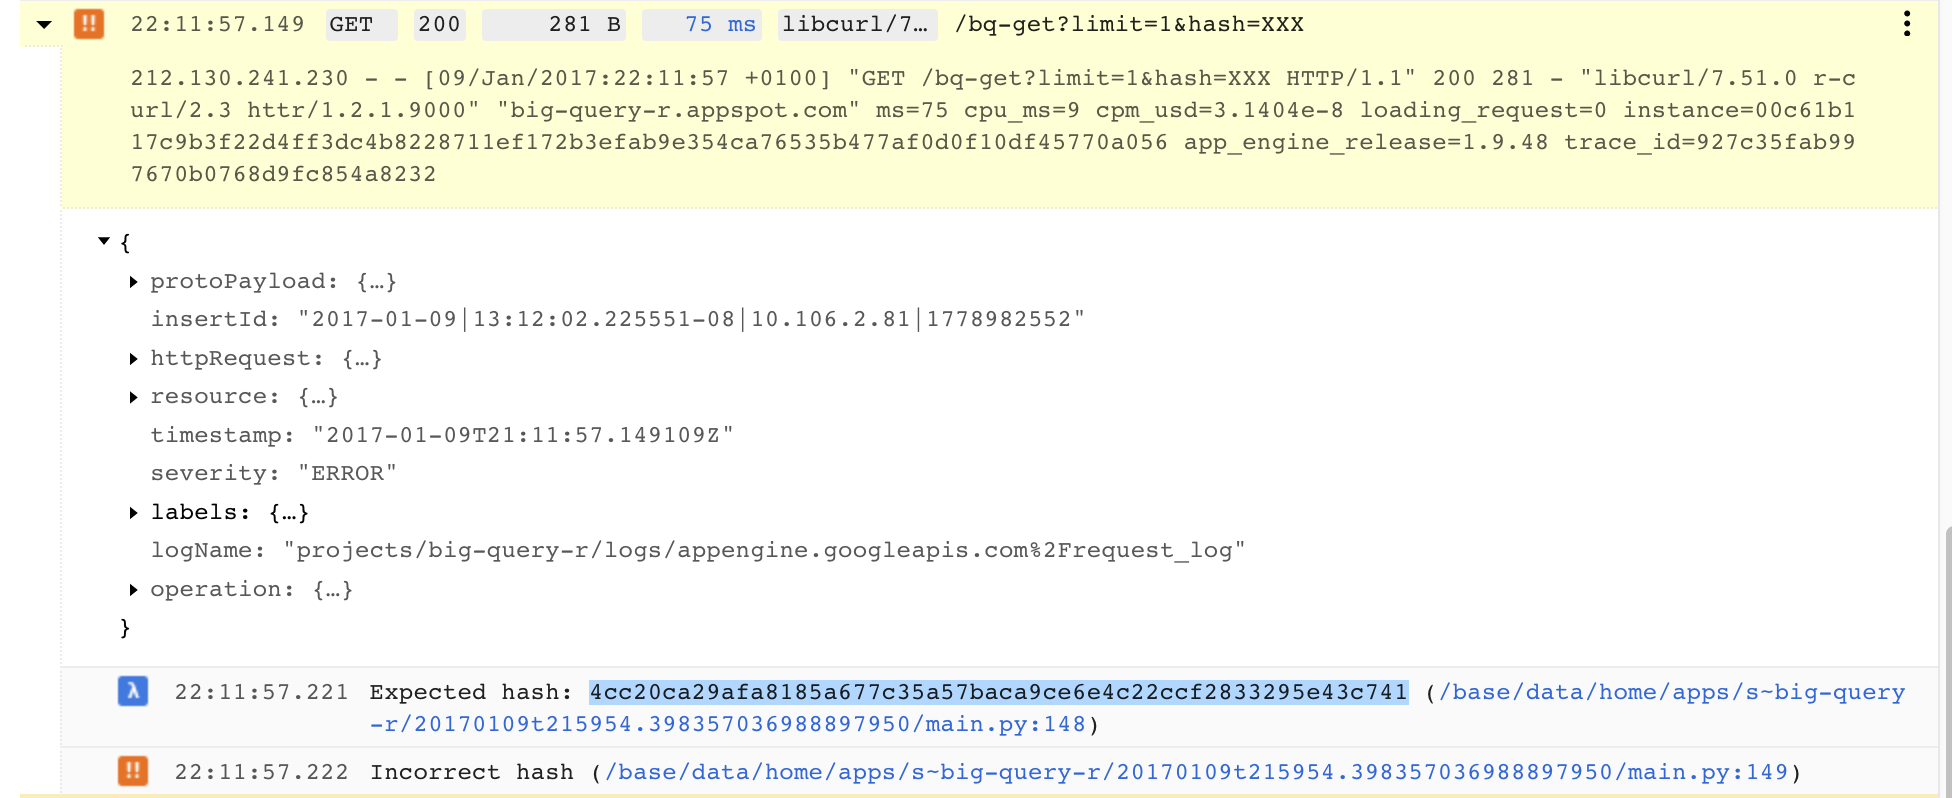 !! 22:11:57.149 GET 200 281 B 75 ms libcurl/7… /bq-get?limit=1&hash=XXX
212.130.241.230 - - [09/Jan/2017:22:11:57 +0100] "GET /bq-get?limit=1&hash=XXX HTTP/1.1" 200 281 - "libcurl/7.51.0 r-c
url/2.3 httr/1.2.1.9000" "big-query-r.appspot.com" ms=75 cpu_ms=9 cpm_usd=3.1404e-8 loading_request=0 instance=00c61b1
17c9b3f22d4ff3dc4b8228711ef172b3efab9e354ca76535b477af0d0f10df45770a056 app_engine_release=1.9.48 trace_id=927c35fab99
7670b0768d9fc854a8232
{
protoPayload: {…}
insertId: "2017-01-09|13:12:02.225551-08|10.106.2.81|1778982552"
httpRequest: {…}
resource: {…}
timestamp: "2017-01-09T21:11:57.149109Z"
severity: "ERROR"
labels: {…}
logName: "projects/big-query-r/logs/appengine.googleapis.com%2Frequest_log"
operation: {…}
}
λ 22:11:57.221 Expected hash: 4cc20ca29afa8185a677c35a57baca9ce6e4c22ccf2833295e43c741 (/base/data/home/apps/s~big-query
-r/20170109t215954.398357036988897950/main.py:148)
!! 22:11:57.222 Incorrect hash (/base/data/home/apps/s~big-query-r/20170109t215954.398357036988897950/main.py:149)